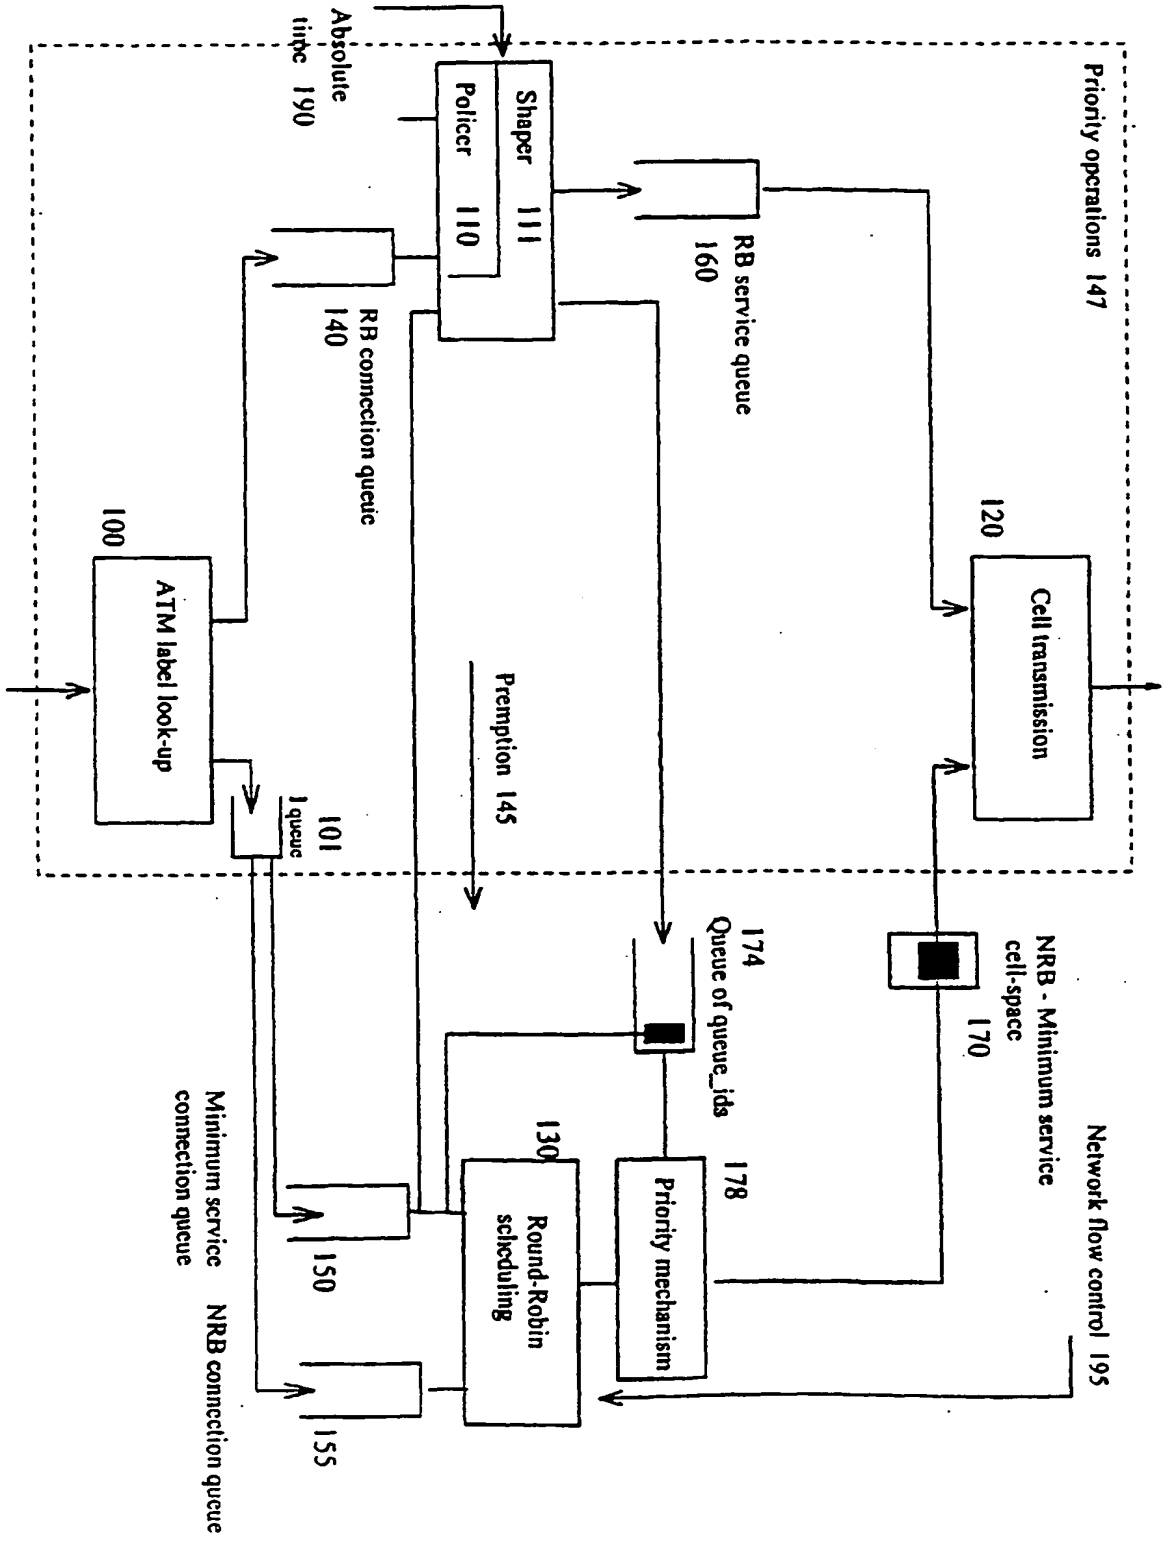 Priority operations 147
Network flow control 195
120
Cell transmission
NRB - Minimum service
cell-space
170
RB service queue
160
174
Queue of queue_ids
178
Priority mechanism
Shaper 111
Policer 110
Premption 145
130
Round-Robin
scheduling
Absolute
time 190
RB connection queue
140
101
1 queue
150
155
100
ATM label look-up
Minimum service
connection queue
NRB connection queue